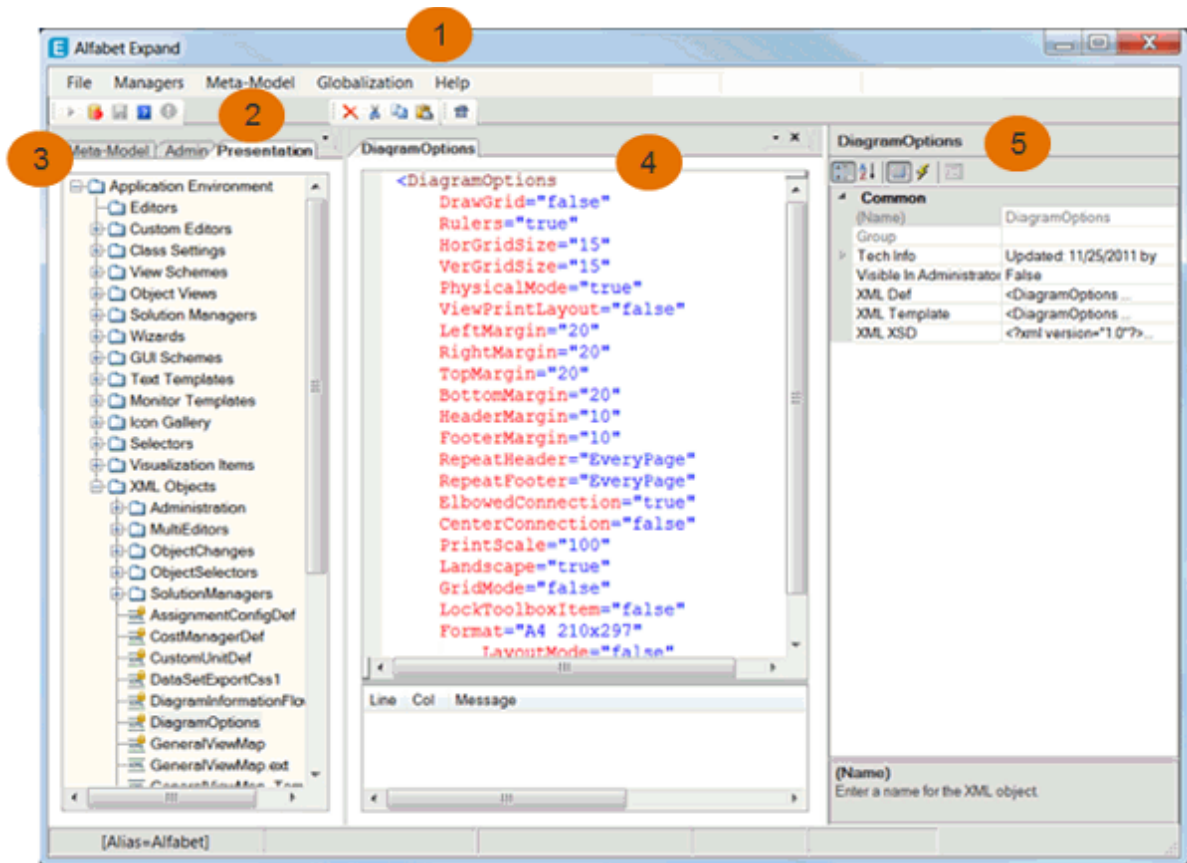 1
Alfabet Expand
File Managers Meta-Model Globalization Help
2
3
Meta-Model Admin Presentation
Application Environment
Editors
Custom Editors
Class Settings
View Schemes
Object Views
Solution Managers
Wizards
GUI Schemes
Text Templates
Monitor Templates
Icon Gallery
Selectors
Visualization Items
XML Objects
Administration
MultiEditors
ObjectChanges
ObjectSelectors
SolutionManagers
AssignmentConfigDef
CostManagerDef
CustomUnitDef
DataSetExportCss1
DiagramInformationFlo
DiagramOptions
GeneralViewMap
GeneralViewMap.ext
[Alias=Alfabet]
DiagramOptions
4
<DiagramOptions
DrawGrid="false"
Rulers="true"
HorGridSize="15"
VerGridSize="15"
PhysicalMode="true"
ViewPrintLayout="false"
LeftMargin="20"
RightMargin="20"
TopMargin="20"
BottomMargin="20"
HeaderMargin="10"
FooterMargin="10"
RepeatHeader="EveryPage"
RepeatFooter="EveryPage"
ElbowedConnection="true"
CenterConnection="false"
PrintScale="100"
Landscape="true"
GridMode="false"
LockToolboxItem="false"
Format="A4 210x297"
LayoutMode="false"
Line Col Message
DiagramOptions
5
Common
(Name) DiagramOptions
Group
Tech Info Updated: 11/25/2011 by
Visible In Administrator False
XML Def <DiagramOptions ...
XML Template <DiagramOptions ...
XML XSD <?xml version="1.0"?>...
(Name)
Enter a name for the XML object.